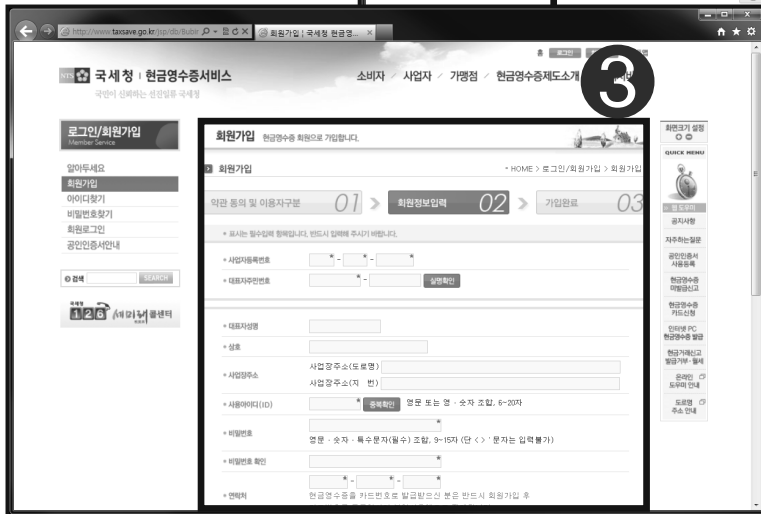 http://www.taxsave.go.kr/jsp/db/Bubir
회원가입 | 국세청 현금영...
홈 로그인
NTS 국세청 | 현금영수증서비스
국민이 신뢰하는 선진일류 국세청
소비자 / 사업자 / 가맹점 / 현금영수증제도소개
3
로그인/회원가입
Member Service
알아두세요
회원가입
아이디찾기
비밀번호찾기
회원로그인
공인인증서안내
검색 SEARCH
국세청
126 세미래 콜센터
회원가입 현금영수증 회원으로 가입합니다.
회원가입
* HOME > 로그인/회원가입 > 회원가입
약관 동의 및 이용자구분 01 > 회원정보입력 02 > 가입완료 03
* 표시는 필수입력 항목입니다. 반드시 입력해 주시기 바랍니다.
사업자등록번호 * - * - *
대표자주민번호 * - 실명확인
대표자성명
상호
사업장주소 사업장주소(도로명)
사업장주소(지 번)
사용아이디(ID) * 중복확인 영문 또는 영·숫자 조합, 6~20자
비밀번호 *
영문·숫자·특수문자(필수) 조합, 9~15자 (단 < > ' 문자는 입력불가)
비밀번호 확인 *
연락처 * - * - *
현금영수증을 카드번호로 발급받으신 분은 반드시 회원가입 후
화면크기 설정
QUICK MENU
웹 도우미
공지사항
자주하는질문
공인인증서
사용등록
현금영수증
미발급신고
현금영수증
카드신청
인터넷 PC
현금영수증 발급
현금거래신고
발급거부·월세
온라인
도우미 안내
도로명
주소 안내